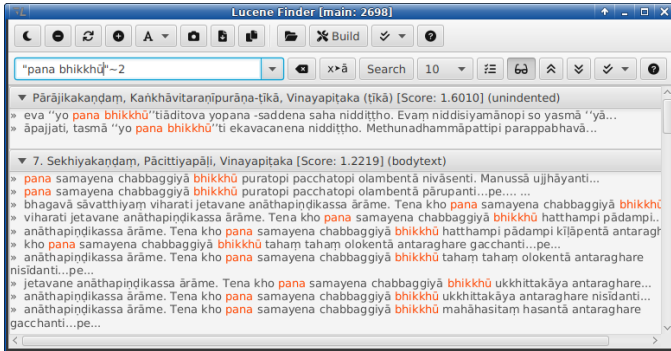 Lucene Finder [main: 2698]
A
Build
"pana bhikkhū"~2
x➤ā
Search
10
Pārājikakaṇḍaṃ, Kaṅkhāvitaraṇīpurāṇa-ṭīkā, Vinayapiṭaka (ṭīkā) [Score: 1.6010] (unindented)
» eva ‘‘yo pana bhikkhū’’tiāditova yopana -saddena saha niddiṭṭho. Evaṃ niddisiyamānopi so yasmā ‘‘yā...
» āpajjati, tasmā ‘‘yo pana bhikkhū’’ti ekavacanena niddiṭṭho. Methunadhammāpattipi parappabhavā...
7. Sekhiyakaṇḍaṃ, Pācittiyapāḷi, Vinayapiṭaka [Score: 1.2219] (bodytext)
» pana samayena chabbaggiyā bhikkhū puratopi pacchatopi olambentā nivāsenti. Manussā ujjhāyanti...
» pana samayena chabbaggiyā bhikkhū puratopi pacchatopi olambentā pārupanti...pe.... ...
» bhagavā sāvatthiyaṃ viharati jetavane anāthapiṇḍikassa ārāme. Tena kho pana samayena chabbaggiyā bhikkhū
» viharati jetavane anāthapiṇḍikassa ārāme. Tena kho pana samayena chabbaggiyā bhikkhū hatthampi pādampi..
» anāthapiṇḍikassa ārāme. Tena kho pana samayena chabbaggiyā bhikkhū hatthampi pādampi kīḷāpentā antaragh
» kho pana samayena chabbaggiyā bhikkhū tahaṃ tahaṃ olokentā antaraghare gacchanti...pe...
» anāthapiṇḍikassa ārāme. Tena kho pana samayena chabbaggiyā bhikkhū tahaṃ tahaṃ olokentā antaraghare
nisīdanti...pe...
» jetavane anāthapiṇḍikassa ārāme. Tena kho pana samayena chabbaggiyā bhikkhū ukkhittakāya antaraghare...
» anāthapiṇḍikassa ārāme. Tena kho pana samayena chabbaggiyā bhikkhū ukkhittakāya antaraghare nisīdanti...
» anāthapiṇḍikassa ārāme. Tena kho pana samayena chabbaggiyā bhikkhū mahāhasitaṃ hasantā antaraghare
gacchanti...pe...